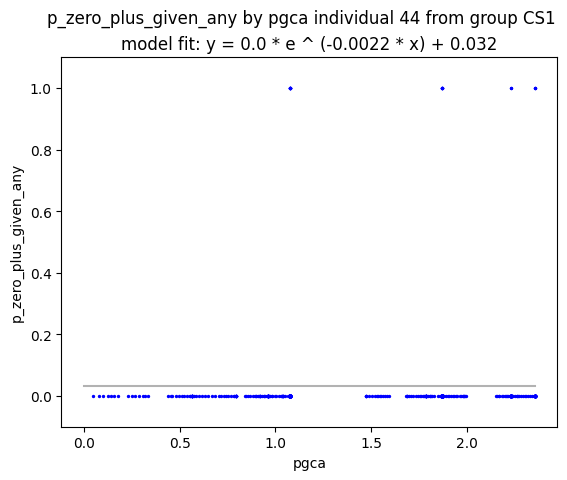 p_zero_plus_given_any by pgca individual 44 from group CS1
model fit: y = 0.0 * e ^ (-0.0022 * x) + 0.032
1.0
0.8
0.6
0.4
0.2
0.0
p_zero_plus_given_any
0.0 0.5 1.0 1.5 2.0
pgca